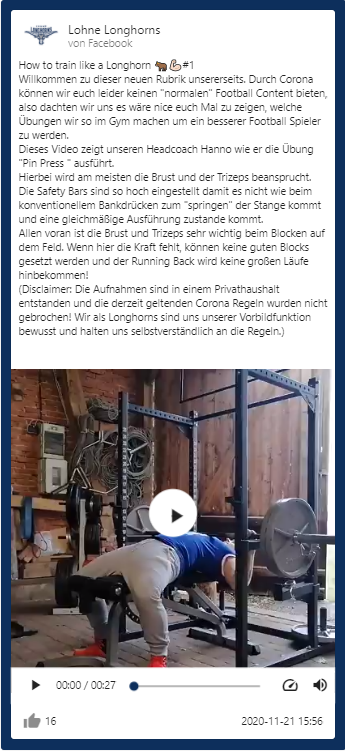 Lohne Longhorns
von Facebook
How to train like a Longhorn 🐂💪🏼#1
Willkommen zu dieser neuen Rubrik unsererseits. Durch Corona
können wir euch leider keinen "normalen" Football Content bieten,
also dachten wir uns es wäre nice euch Mal zu zeigen, welche
Übungen wir so im Gym machen um ein besserer Football Spieler
zu werden.
Dieses Video zeigt unseren Headcoach Hanno wie er die Übung
"Pin Press " ausführt.
Hierbei wird am meisten die Brust und der Trizeps beansprucht.
Die Safety Bars sind so hoch eingestellt damit es nicht wie beim
konventionellem Bankdrücken zum "springen" der Stange kommt
und eine gleichmäßige Ausführung zustande kommt.
Allen voran ist die Brust und Trizeps sehr wichtig beim Blocken auf
dem Feld. Wenn hier die Kraft fehlt, können keine guten Blocks
gesetzt werden und der Running Back wird keine großen Läufe
hinbekommen!
(Disclaimer: Die Aufnahmen sind in einem Privathaushalt
entstanden und die derzeit geltenden Corona Regeln wurden nicht
gebrochen! Wir als Longhorns sind uns unserer Vorbildfunktion
bewusst und halten uns selbstverständlich an die Regeln.)
00:00 / 00:27
16
2020-11-21 15:56